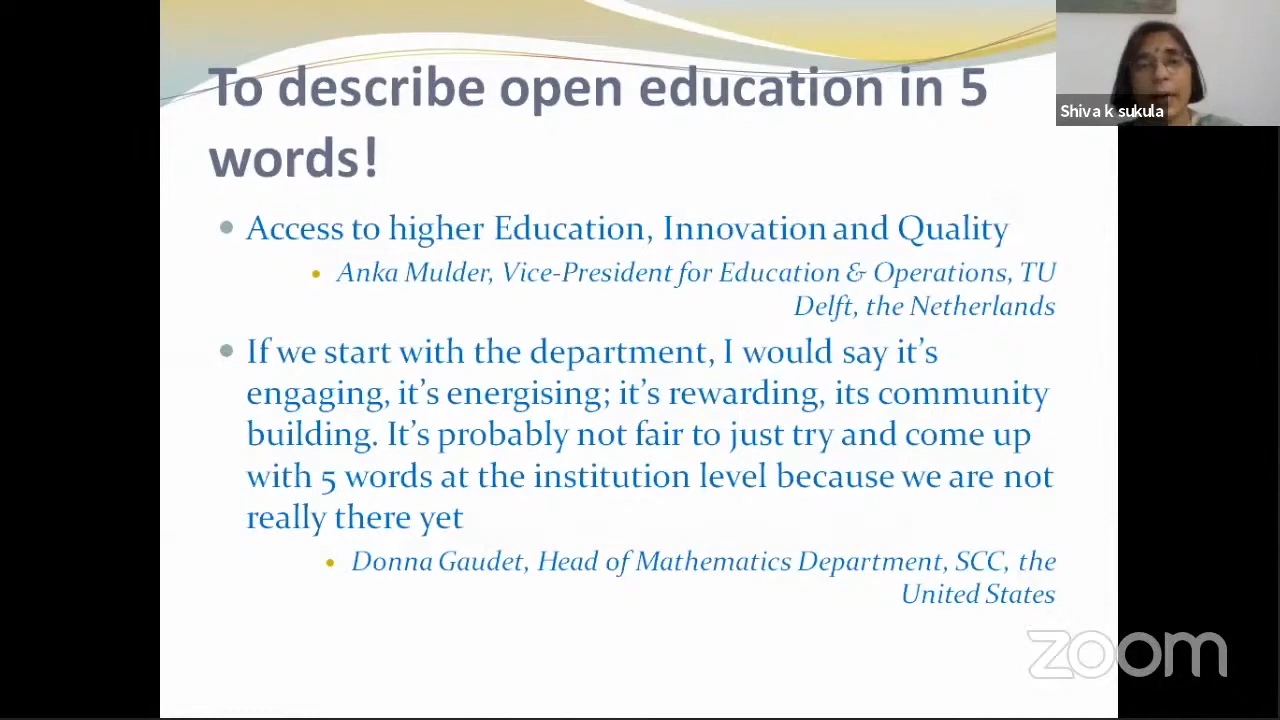 To describe open education in 5
words!
Shiva k sukula
Access to higher Education, Innovation and Quality
Anka Mulder, Vice-President for Education & Operations, TU
Delft, the Netherlands
If we start with the department, I would say it’s
engaging, it’s energising; it’s rewarding, its community
building. It’s probably not fair to just try and come up
with 5 words at the institution level because we are not
really there yet
Donna Gaudet, Head of Mathematics Department, SCC, the
United States
zoom